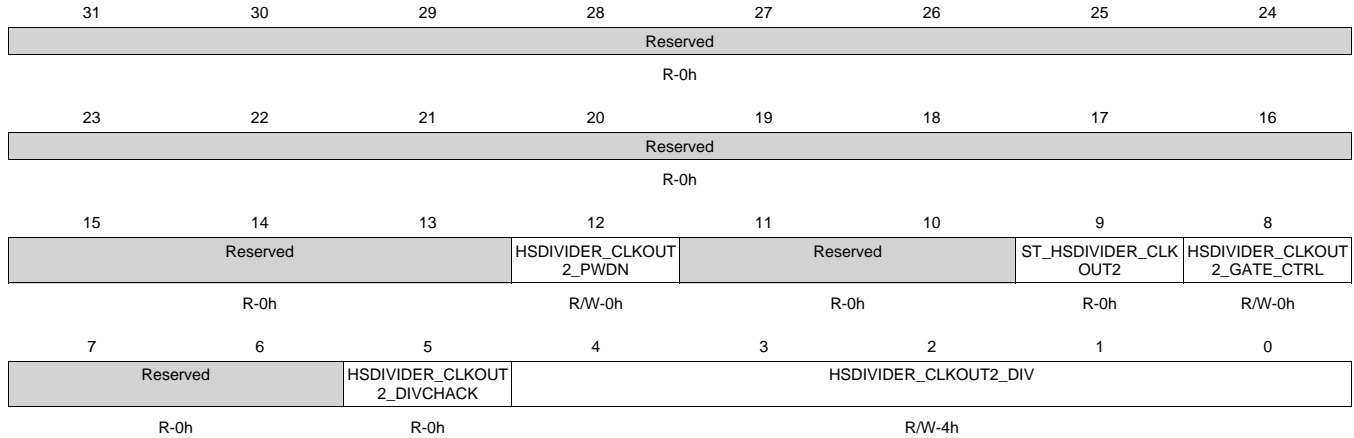 31 30 29 28 27 26 25 24
Reserved
R-0h
23 22 21 20 19 18 17 16
Reserved
R-0h
15 14 13 12 11 10 9 8
Reserved HSDIVIDER_CLKOUT Reserved ST_HSDIVIDER_CLK HSDIVIDER_CLKOUT
2_PWDN OUT2 2_GATE_CTRL
R-0h R/W-0h R-0h R-0h R/W-0h
7 6 5 4 3 2 1 0
Reserved HSDIVIDER_CLKOUT HSDIVIDER_CLKOUT2_DIV
2_DIVCHACK
R-0h R-0h R/W-4h